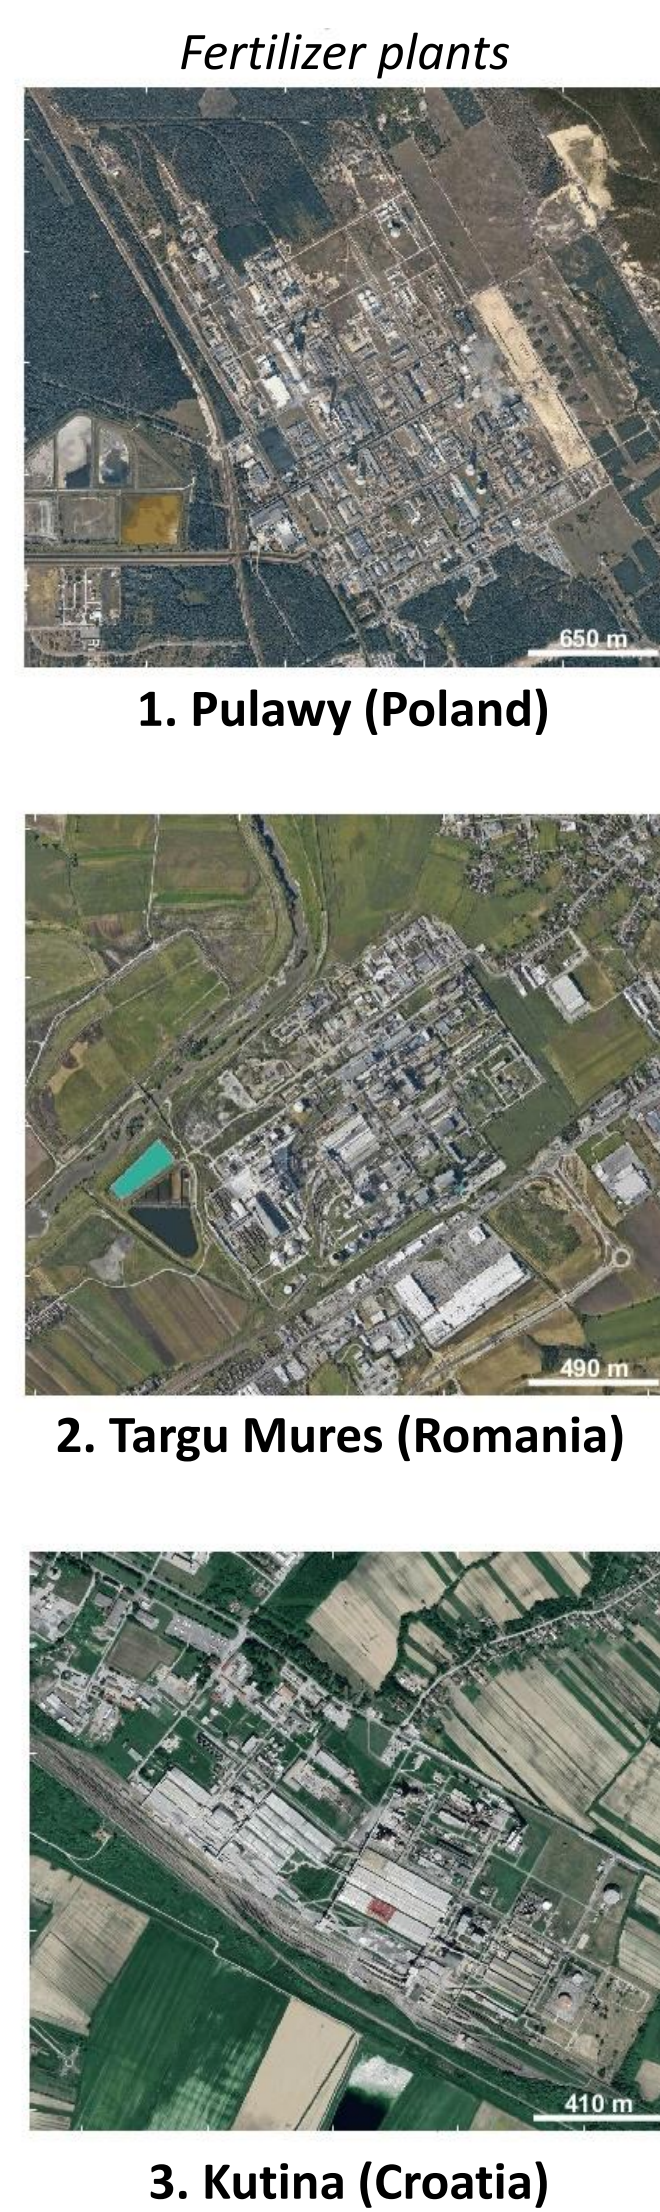 Fertilizer plants
650 m
1. Pulawy (Poland)
490 m
2. Targu Mures (Romania)
410 m
3. Kutina (Croatia)